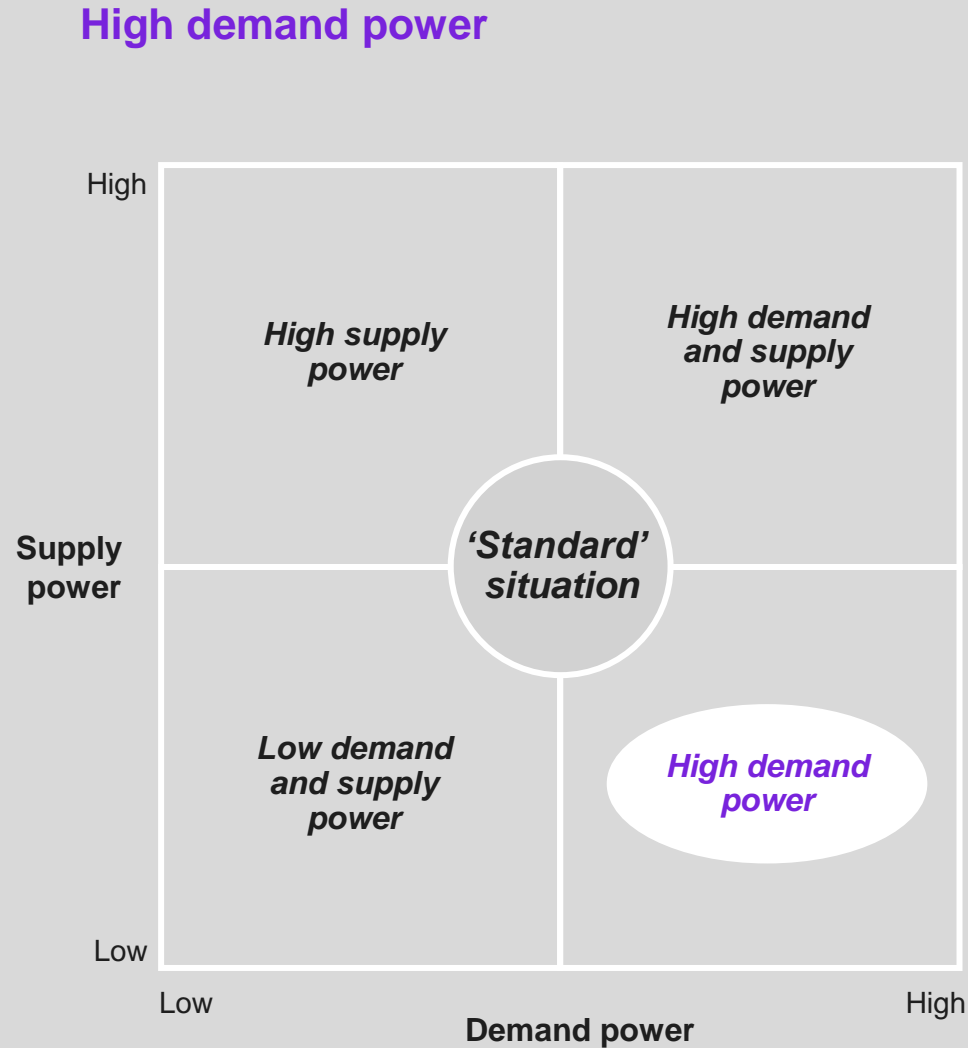 High demand power
High
High supply
power
High demand
and supply
power
Supply
power
‘Standard’
situation
Low demand
and supply
power
High demand
power
Low
Low
High
Demand power